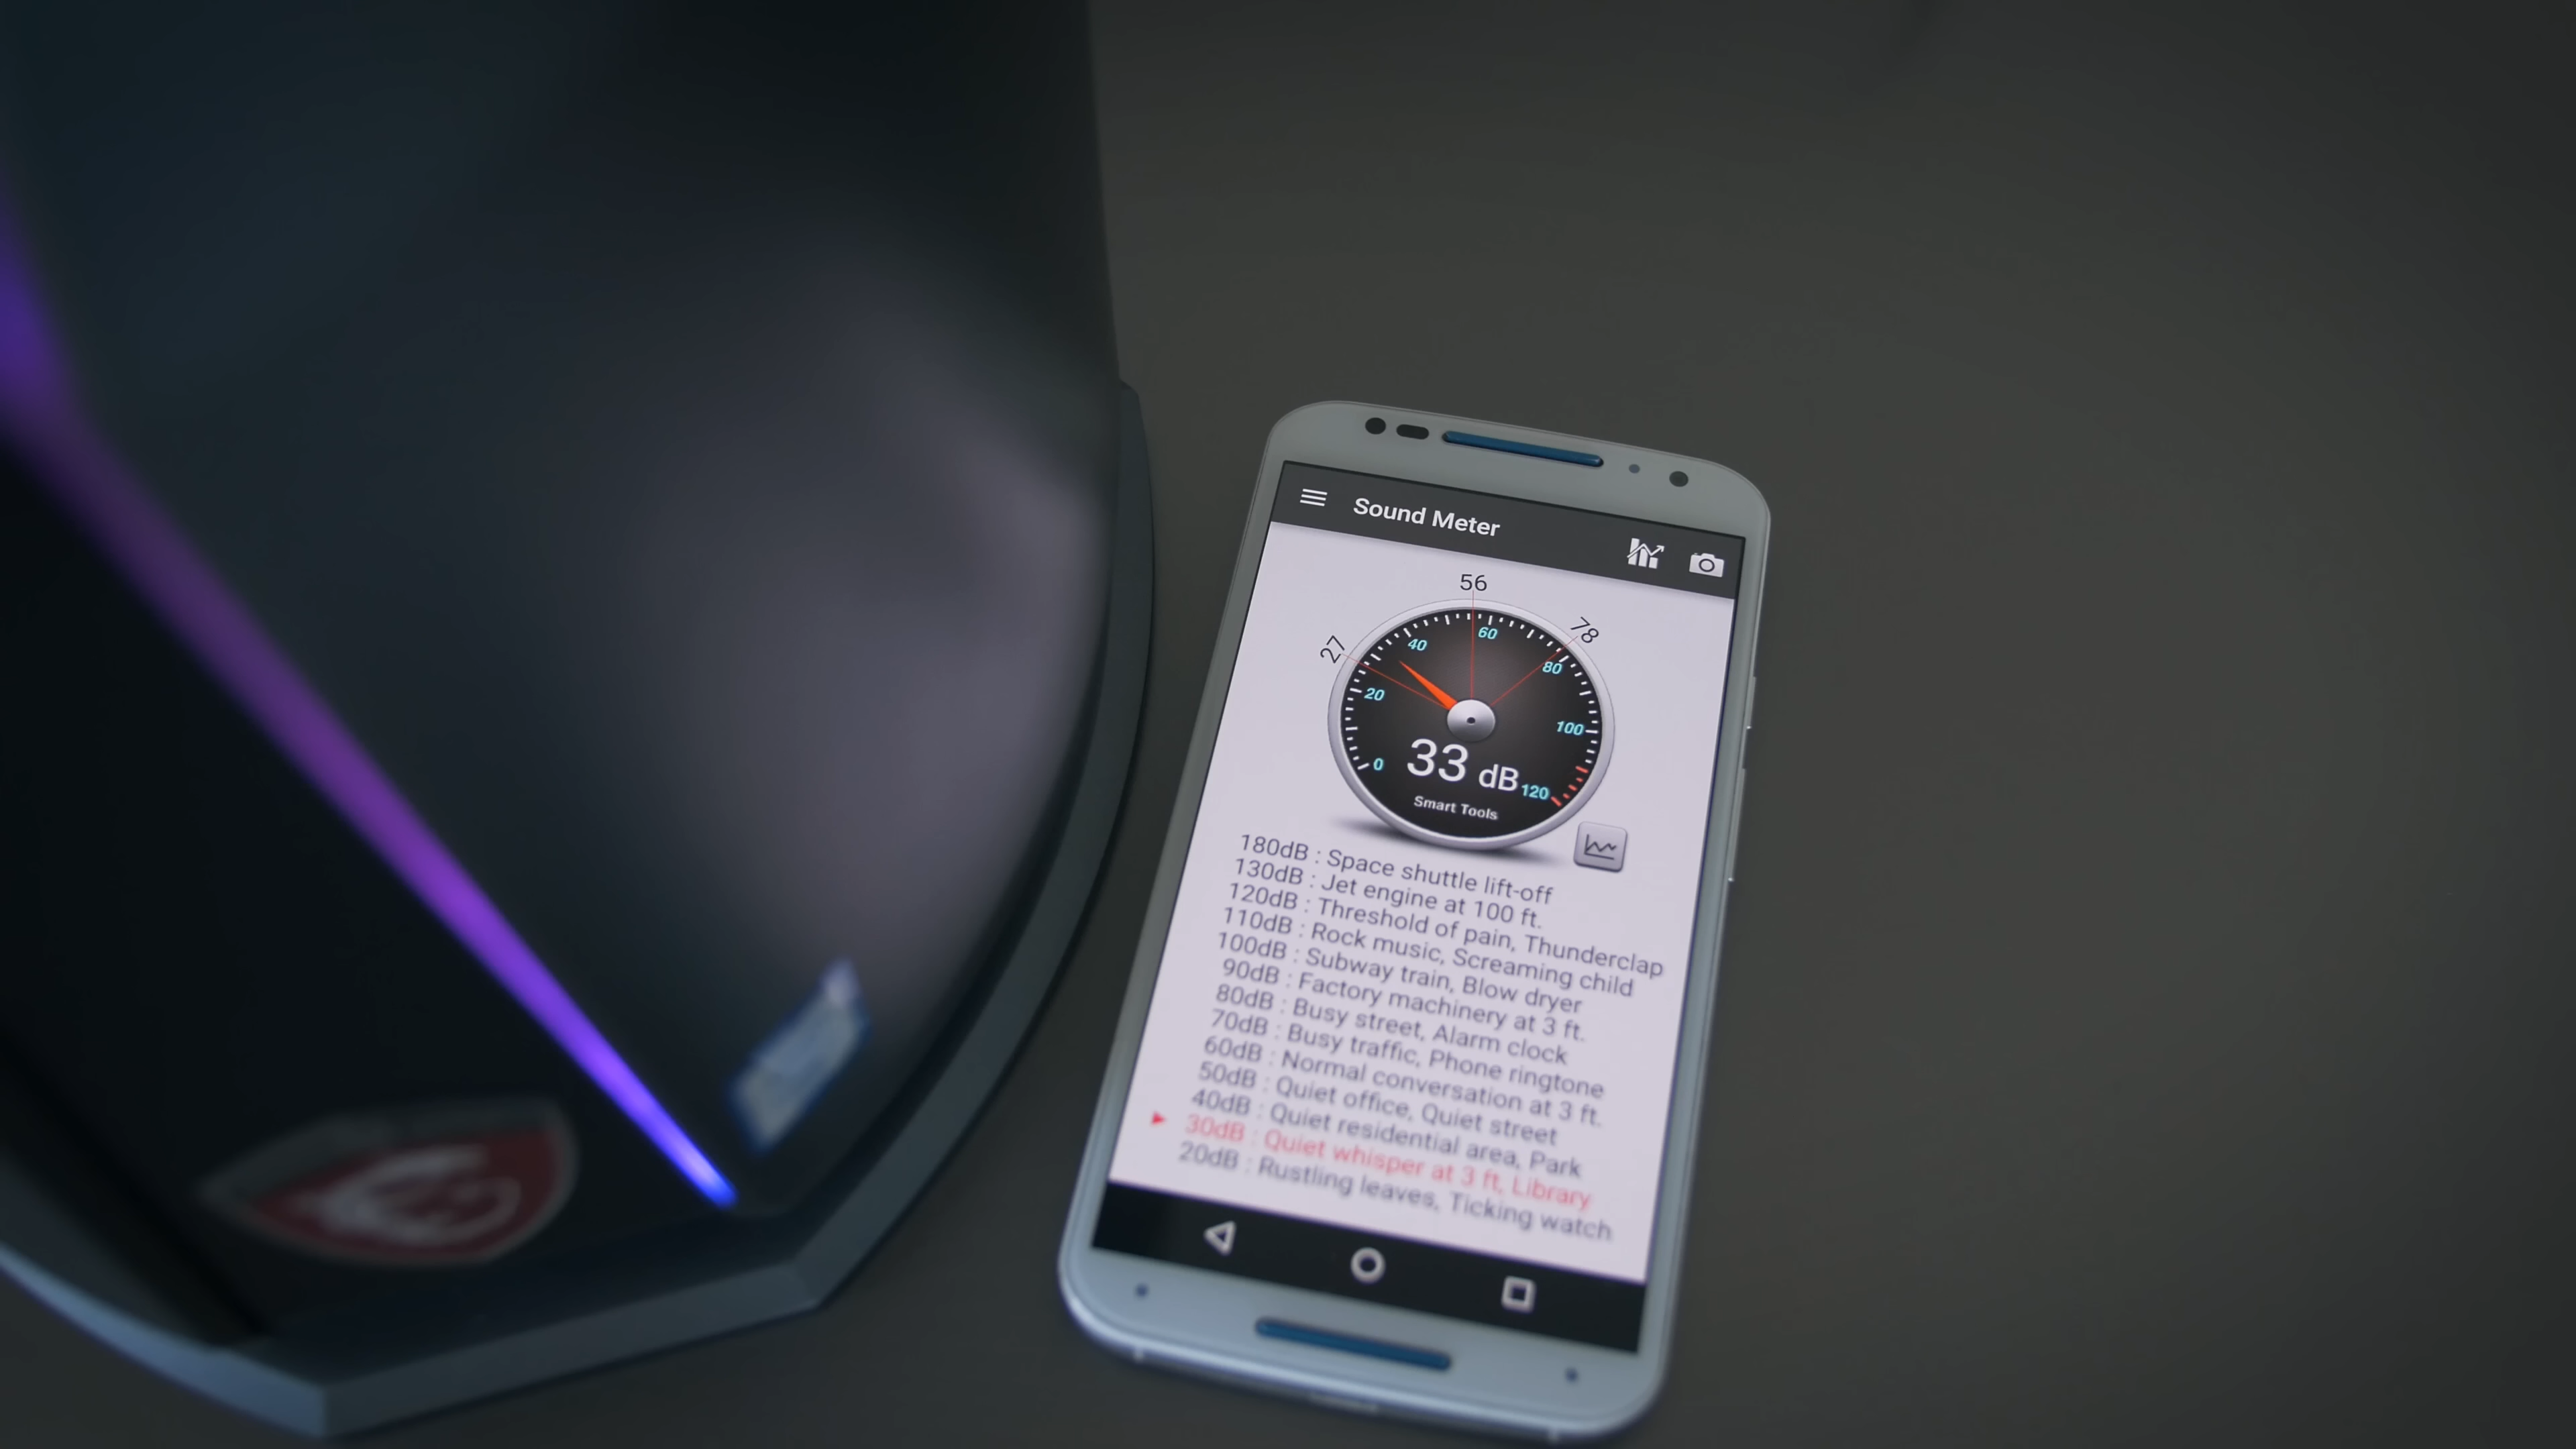 Sound Meter
56
27
78
40
60
80
20
100
0
33 dB
120
Smart Tools
180dB : Space shuttle lift-off
130dB : Jet engine at 100 ft.
120dB : Threshold of pain, Thunderclap
110dB : Rock music, Screaming child
100dB : Subway train, Blow dryer
90dB : Factory machinery at 3 ft.
80dB : Busy street, Alarm clock
70dB : Busy traffic, Phone ringtone
60dB : Normal conversation at 3 ft.
50dB : Quiet office, Quiet street
40dB : Quiet residential area, Park
30dB : Quiet whisper at 3 ft, Library
20dB : Rustling leaves, Ticking watch